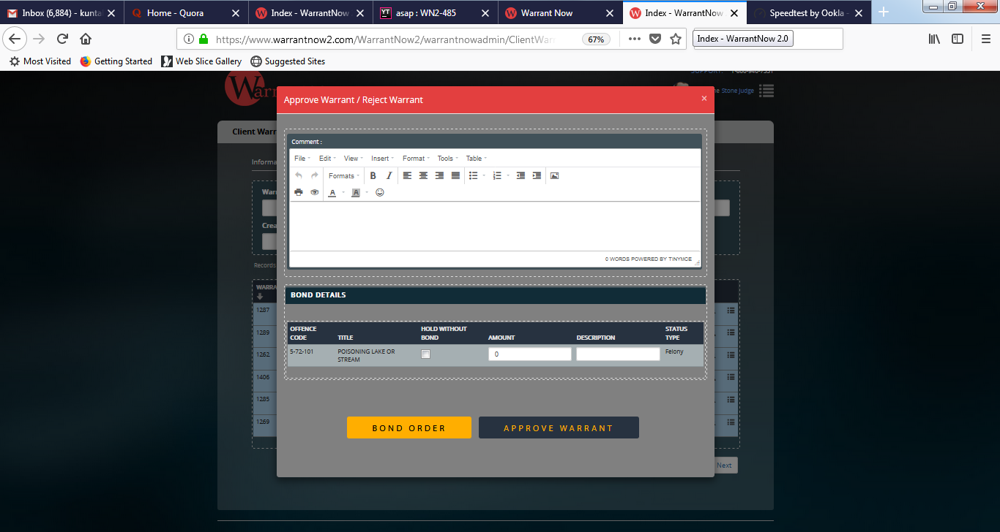 Inbox (6,884) - kunta
Home - Quora
Index - WarrantNow
asap : WN2-485
Warrant Now
Index - WarrantNow
Speedtest by Ookla -
https://www.warrantnow2.com/WarrantNow2/warrantnowadmin/ClientWar
67%
Index - WarrantNow 2.0
Most Visited
Getting Started
Web Slice Gallery
Suggested Sites
SUPPORT:
Warr
Stone Judge
Approve Warrant / Reject Warrant
×
Client Warr
Informa
Comment :
File Edit View Insert Format Tools Table
Formats B I
A A
Warr
Crea
0 WORDS POWERED BY TINYMCE
Records
BOND DETAILS
WARRA
OFFENCE CODE TITLE HOLD WITHOUT BOND AMOUNT DESCRIPTION STATUS TYPE
5-72-101 POISONING LAKE OR STREAM 0 Felony
1287
1289
1262
1406
1285
1269
BOND ORDER
APPROVE WARRANT
Next